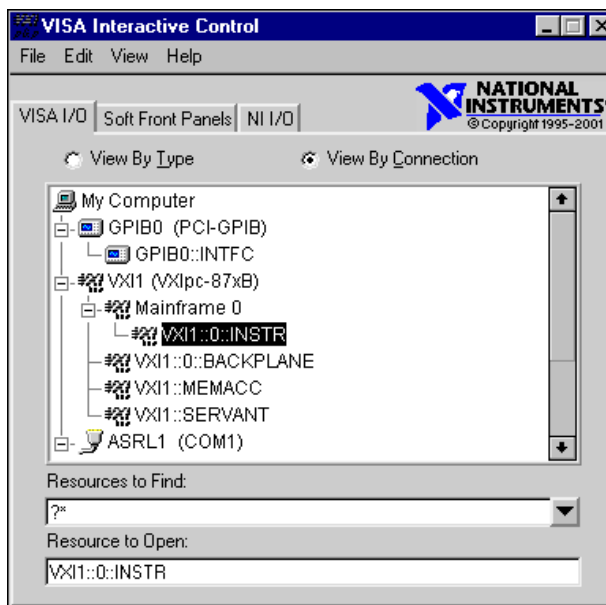 VISA Interactive Control
File Edit View Help
NATIONAL
INSTRUMENTS
© Copyright 1995-2001
VISA I/O Soft Front Panels NI I/O
View By Type View By Connection
My Computer
GPIB0 (PCI-GPIB)
GPIB0::INTFC
VXI1 (VXIpc-87xB)
Mainframe 0
VXI1::0::INSTR
VXI1::0::BACKPLANE
VXI1::MEMACC
VXI1::SERVANT
ASRL1 (COM1)
Resources to Find:
?*
Resource to Open:
VXI1::0::INSTR